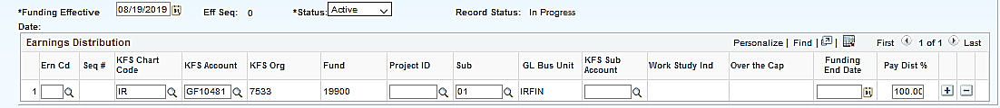 *Funding Effective Date: 08/19/2019 Eff Seq: 0 *Status: Active Record Status: In Progress
Earnings Distribution Personalize | Find | | First 1 of 1 Last
Ern Cd Seq # KFS Chart Code KFS Account KFS Org Fund Project ID Sub GL Bus Unit KFS Sub Account Work Study Ind Over the Cap Funding End Date Pay Dist %
1 IR GF10481 7533 19900 01 IRFIN 100.00